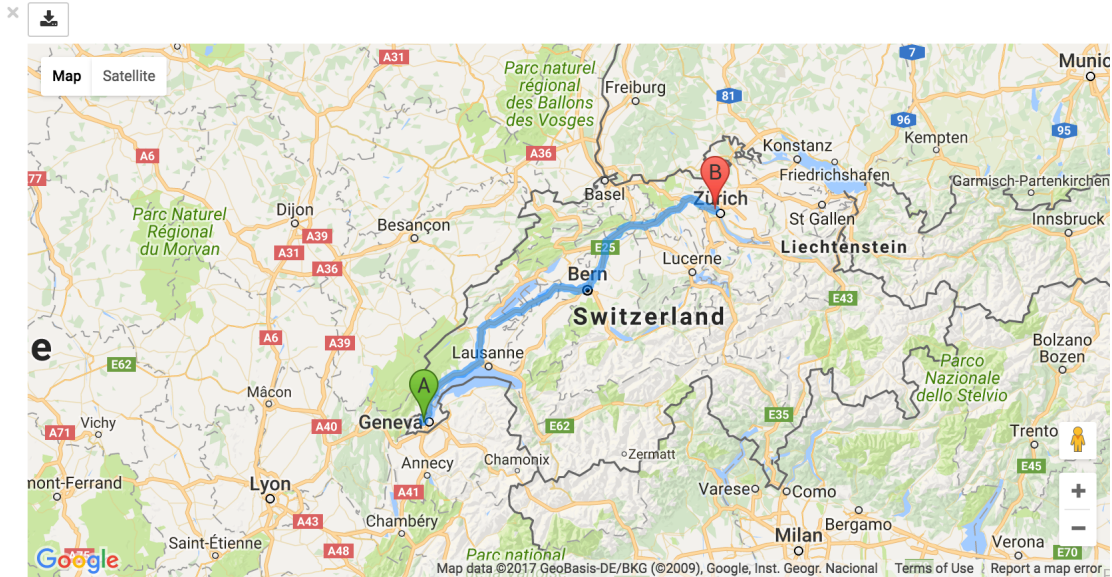 ×
Map Satellite
A31
7
Munic
Parc naturel
régional
des Ballons
des Vosges
Freiburg
81
96
95
A6
A36
Konstanz
Kempten
77
Basel
B
Zürich
Friedrichshafen
Garmisch-Partenkirchen
Parc Naturel
Régional
du Morvan
Dijon
A39
A31
A36
Besançon
St Gallen
Innsbruck
E25
Liechtenstein
Lucerne
Bern
E43
Switzerland
A6
A39
e
E62
Lausanne
Bolzano
Bozen
Parco
Nazionale
dello Stelvio
Mâcon
A
Geneva
E35
A71
Vichy
A40
E62
Trento
Annecy
Chamonix
Zermatt
E45
mont-Ferrand
Lyon
A41
Varese
Como
A43
Chambéry
Bergamo
Saint-Étienne
A48
Milan
Verona
E70
Google
A75
Parc national
Map data ©2017 GeoBasis-DE/BKG (©2009), Google, Inst. Geogr. Nacional Terms of Use Report a map error